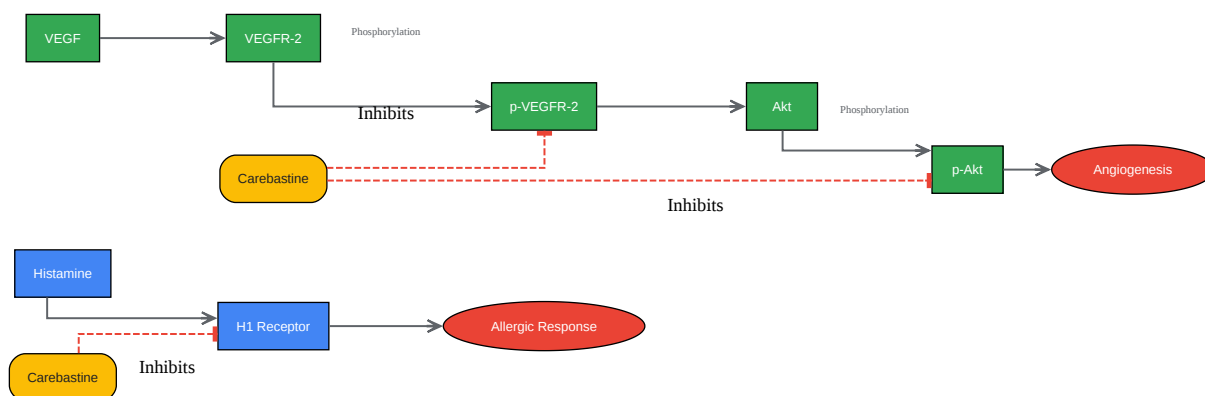 VEGF
VEGFR-2
Phosphorylation
Inhibits
p-VEGFR-2
Akt
Phosphorylation
Carebastine
p-Akt
Angiogenesis
Inhibits
Histamine
H1 Receptor
Allergic Response
Inhibits
Carebastine